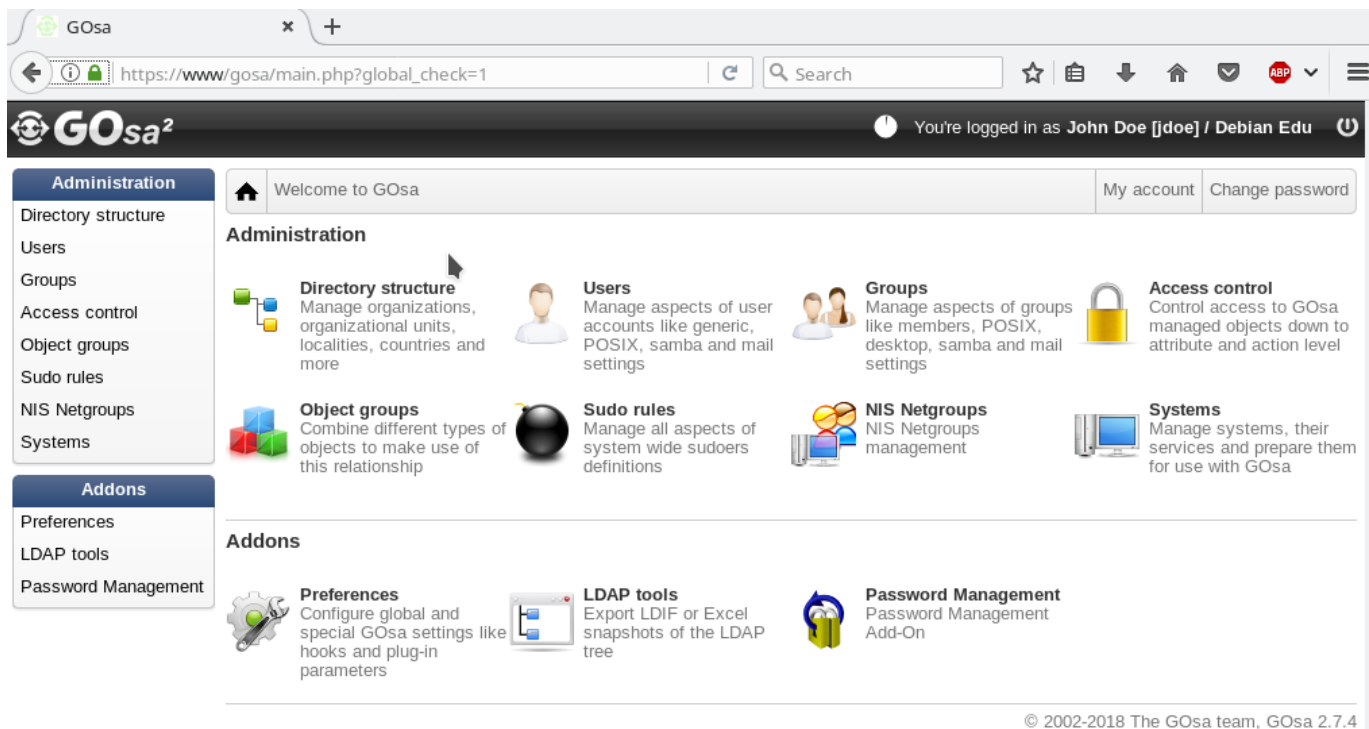 GOsa
https://www/gosa/main.php?global_check=1
Search
ABP
GOsa²
You're logged in as John Doe [jdoe] / Debian Edu
Administration
Directory structure
Users
Groups
Access control
Object groups
Sudo rules
NIS Netgroups
Systems
Addons
Preferences
LDAP tools
Password Management
Welcome to GOsa
My account
Change password
Administration
Directory structure
Manage organizations,
organizational units,
localities, countries and
more
Users
Manage aspects of user
accounts like generic,
POSIX, samba and mail
settings
Groups
Manage aspects of groups
like members, POSIX,
desktop, samba and mail
settings
Access control
Control access to GOsa
managed objects down to
attribute and action level
Object groups
Combine different types of
objects to make use of
this relationship
Sudo rules
Manage all aspects of
system wide sudoers
definitions
NIS Netgroups
NIS Netgroups
management
Systems
Manage systems, their
services and prepare them
for use with GOsa
Addons
Preferences
Configure global and
special GOsa settings like
hooks and plug-in
parameters
LDAP tools
Export LDIF or Excel
snapshots of the LDAP
tree
Password Management
Password Management
Add-On
© 2002-2018 The GOsa team, GOsa 2.7.4